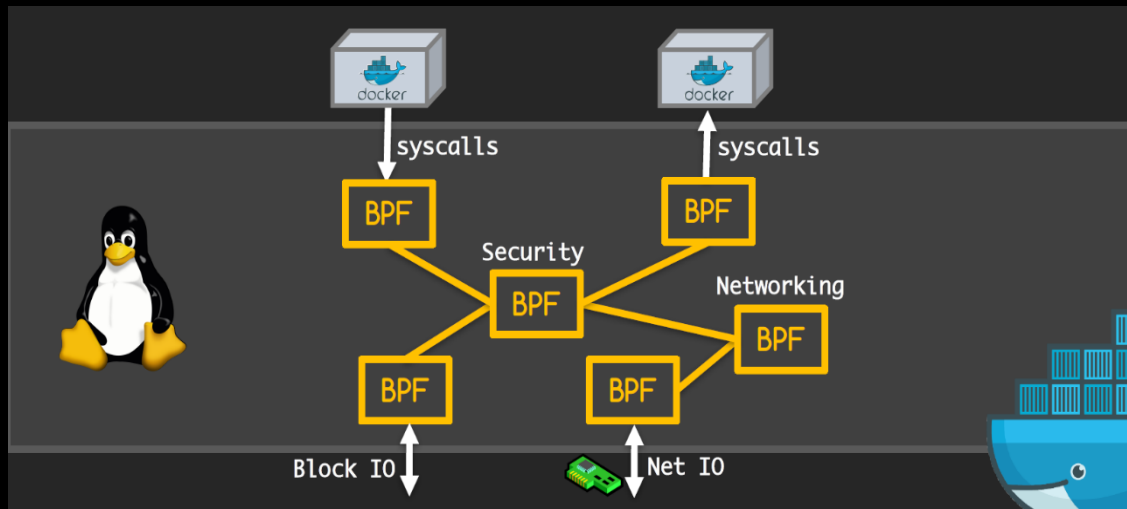 docker
docker
syscalls
syscalls
BPF
BPF
Security
BPF
Networking
BPF
BPF
BPF
Block IO
Net IO